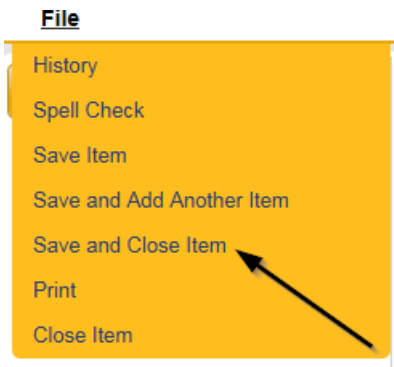 File
History
Spell Check
Save Item
Save and Add Another Item
Save and Close Item
Print
Close Item